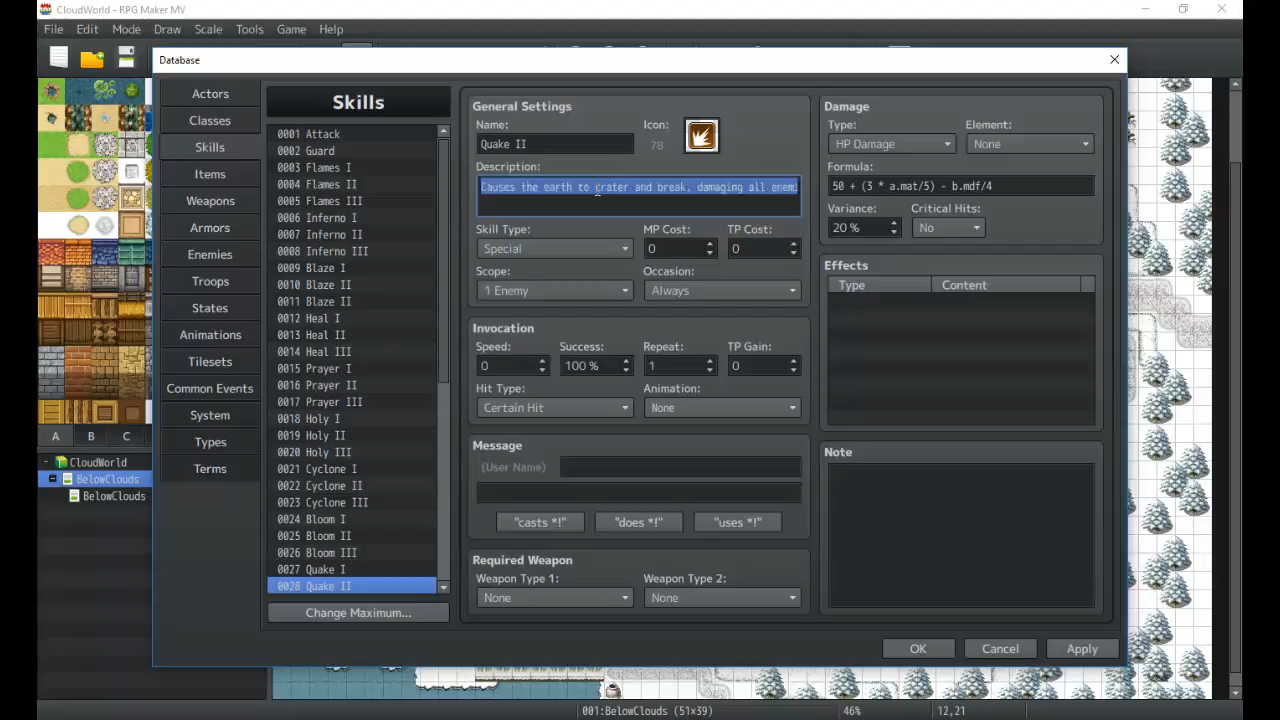 CloudWorld - RPG Maker MV
File Edit Mode Draw Scale Tools Game Help
Database
Actors
Classes
Skills
Items
Weapons
Armors
Enemies
Troops
States
Animations
Tilesets
Common Events
System
Types
Terms
Skills
0001 Attack
0002 Guard
0003 Flames I
0004 Flames II
0005 Flames III
0006 Inferno I
0007 Inferno II
0008 Inferno III
0009 Blaze I
0010 Blaze II
0011 Blaze II
0012 Heal I
0013 Heal II
0014 Heal III
0015 Prayer I
0016 Prayer II
0017 Prayer III
0018 Holy I
0019 Holy II
0020 Holy III
0021 Cyclone I
0022 Cyclone II
0023 Cyclone III
0024 Bloom I
0025 Bloom II
0026 Bloom III
0027 Quake I
0028 Quake II
Change Maximum...
General Settings
Name: Icon:
Quake II 78
Description:
Causes the earth to crater and break, damaging all enemi
Skill Type: MP Cost: TP Cost:
Special 0 0
Scope: Occasion:
1 Enemy Always
Invocation
Speed: Success: Repeat: TP Gain:
0 100 % 1 0
Hit Type: Animation:
Certain Hit None
Message
(User Name)
"casts *!" "does *!" "uses *!"
Required Weapon
Weapon Type 1: Weapon Type 2:
None None
Damage
Type: Element:
HP Damage None
Formula:
50 + (3 * a.mat/5) - b.mdf/4
Variance: Critical Hits:
20 % No
Effects
Type Content
Note
OK Cancel Apply
A B C
CloudWorld
BelowClouds
BelowClouds
001:BelowClouds (51x39) 46% 12,21